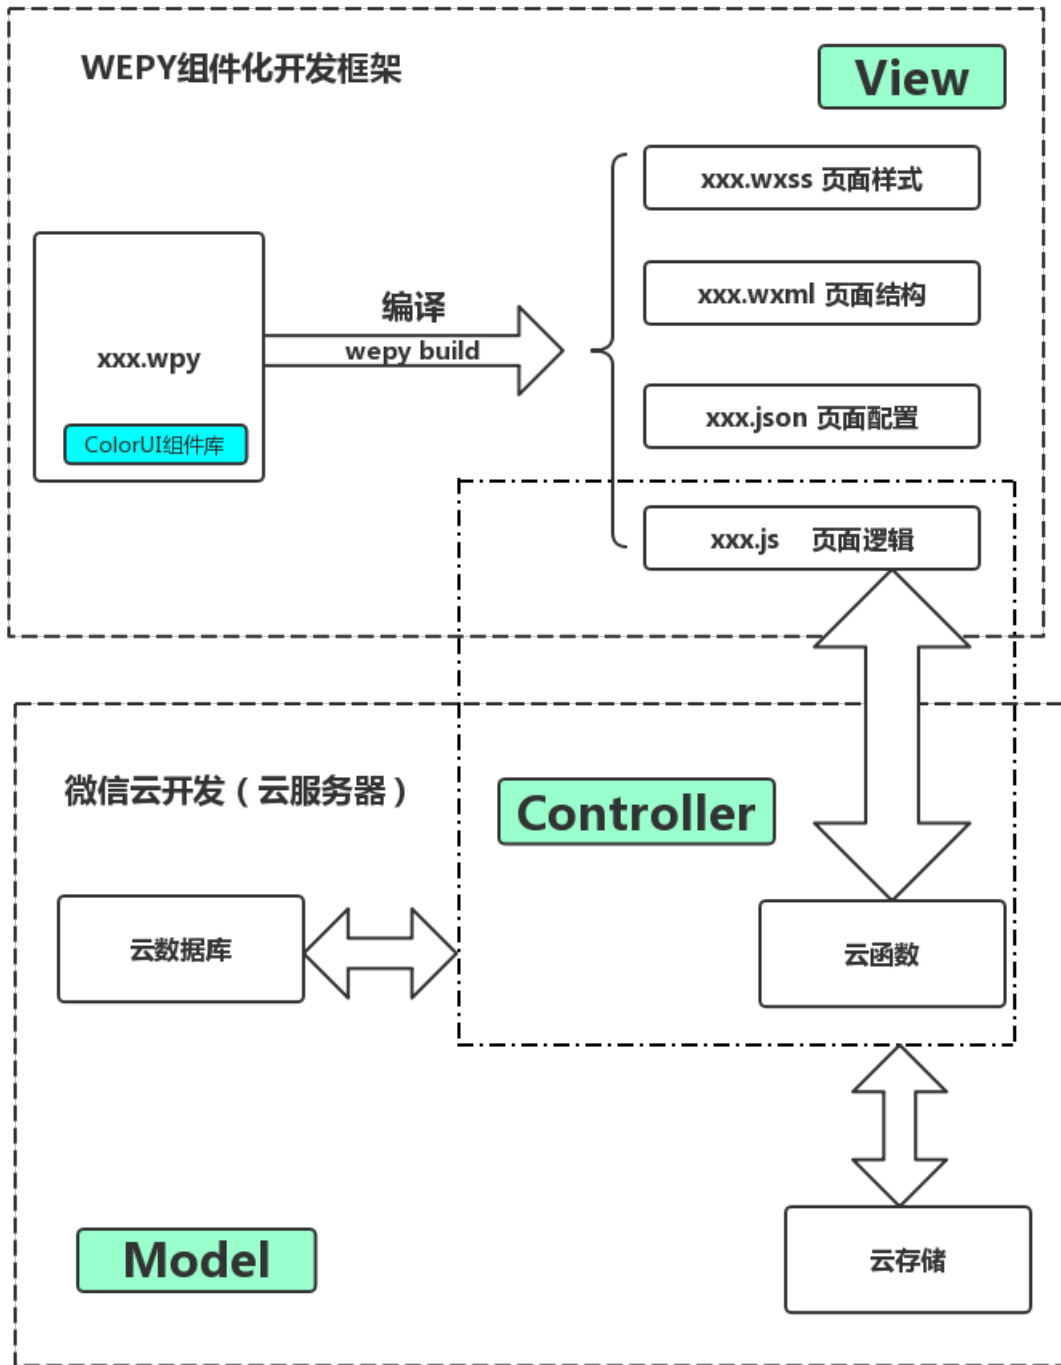 WEPY组件化开发框架
View
xxx.wxss 页面样式
xxx.wxml 页面结构
编译
wepy build
xxx.wpy
ColorUI组件库
xxx.json 页面配置
xxx.js 页面逻辑
微信云开发（云服务器）
Controller
云数据库
云函数
Model
云存储